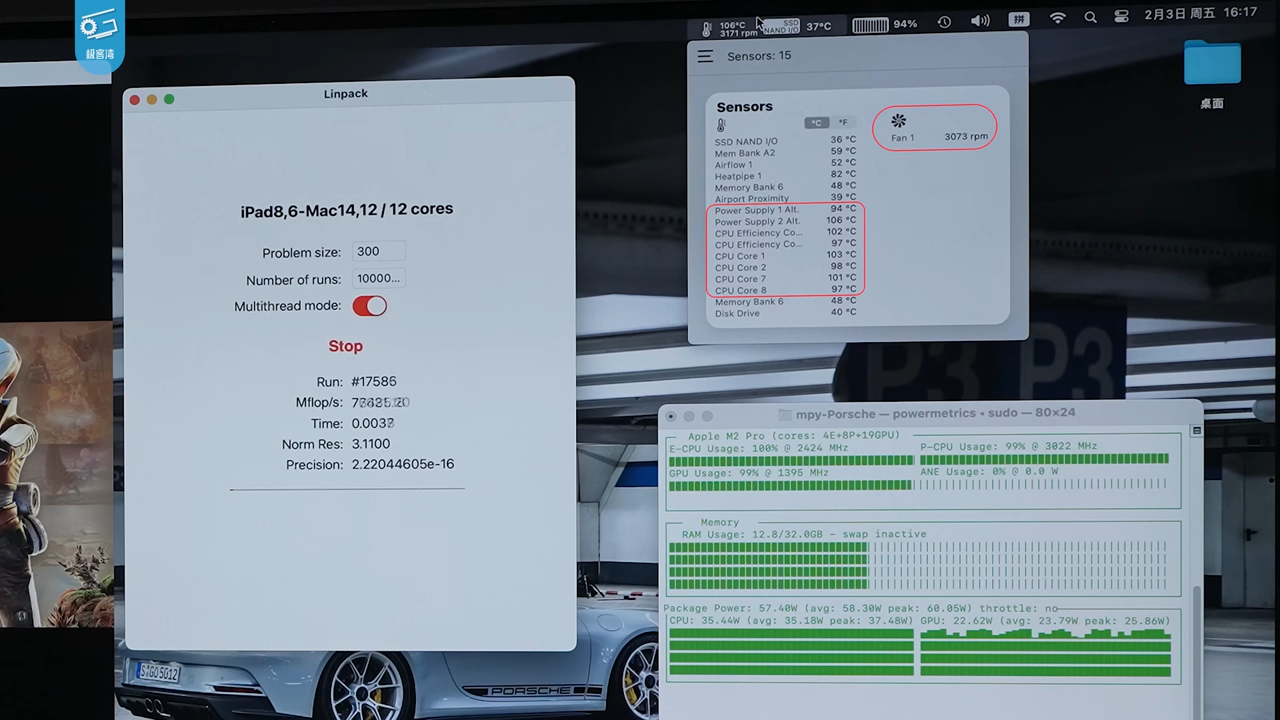 极客湾
106°C
3171 rpm
SSD
NAND I/O
37°C
94%
拼
2月3日 周五 16:17
桌面
Linpack
iPad8,6-Mac14,12 / 12 cores
Problem size: 300
Number of runs: 10000...
Multithread mode:
Stop
Run: #17586
Mflop/s:
Time: 0.003
Norm Res: 3.1100
Precision: 2.22044605e-16
Sensors: 15
Sensors
°C °F
SSD NAND I/O 36 °C
Mem Bank A2 59 °C
Airflow 1 52 °C
Heatpipe 1 82 °C
Memory Bank 6 48 °C
Airport Proximity 39 °C
Power Supply 1 Alt. 94 °C
Power Supply 2 Alt. 106 °C
CPU Efficiency Co... 102 °C
CPU Efficiency Co... 97 °C
CPU Core 1 103 °C
CPU Core 2 98 °C
CPU Core 7 101 °C
CPU Core 8 97 °C
Memory Bank 6 48 °C
Disk Drive 40 °C
Fan 1 3073 rpm
P3 P3
mpy-Porsche — powermetrics ◂ sudo — 80×24
Apple M2 Pro (cores: 4E+8P+19GPU)
E-CPU Usage: 100% @ 2424 MHz P-CPU Usage: 99% @ 3022 MHz
GPU Usage: 99% @ 1395 MHz ANE Usage: 0% @ 0.0 W
Memory
RAM Usage: 12.8/32.0GB - swap inactive
Package Power: 57.40W (avg: 58.30W peak: 60.05W) throttle: no
CPU: 35.44W (avg: 35.18W peak: 37.48W) GPU: 22.62W (avg: 23.79W peak: 25.86W)
S·GO 5012
PORSCHE